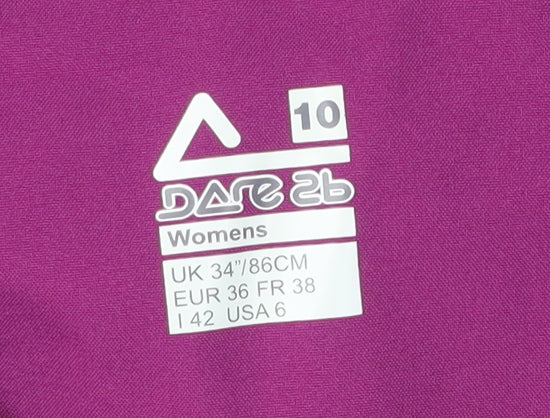 10
DARE 2b
Womens
UK 34"/86CM
EUR 36 FR 38
I 42 USA 6